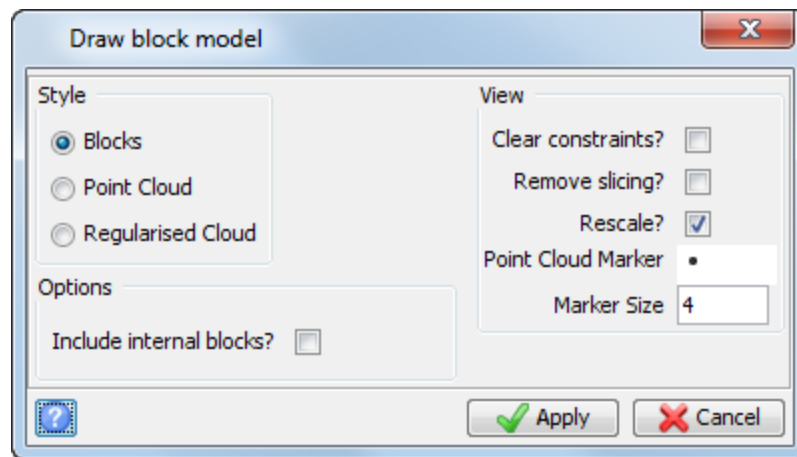 Draw block model
Style
Blocks
Point Cloud
Regularised Cloud
Options
Include internal blocks?
View
Clear constraints?
Remove slicing?
Rescale?
Point Cloud Marker
Marker Size 4
? Apply Cancel